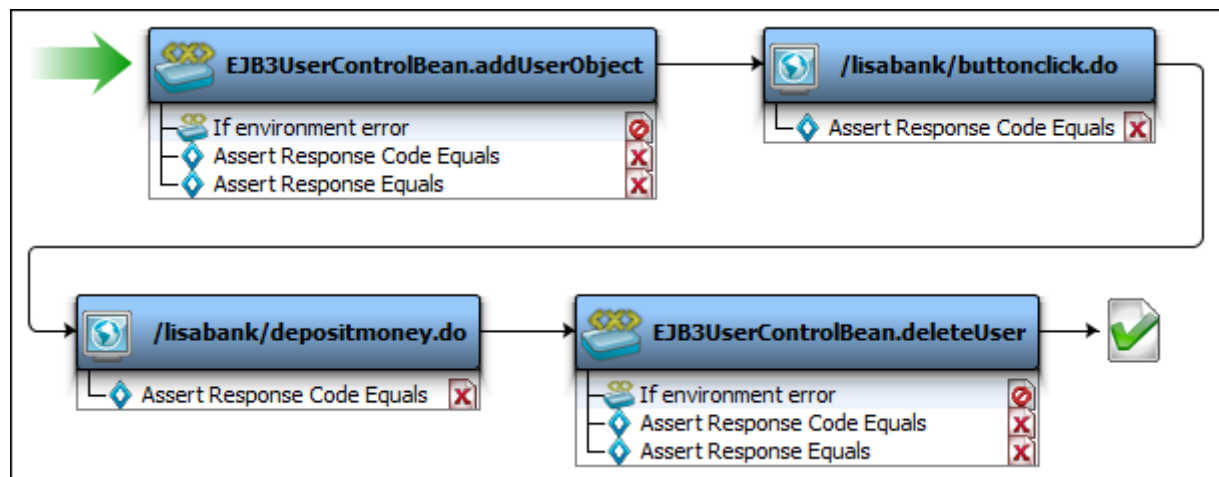 EJB3UserControlBean.addUserObject
If environment error
Assert Response Code Equals
Assert Response Equals
/lisabank/buttonclick.do
Assert Response Code Equals
/lisabank/depositmoney.do
Assert Response Code Equals
EJB3UserControlBean.deleteUser
If environment error
Assert Response Code Equals
Assert Response Equals